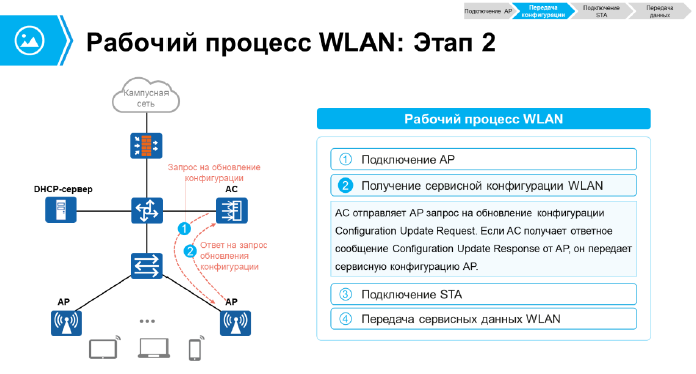 Подключение AP
Передача
конфигурации
Подключение
STA
Передача
данных
Рабочий процесс WLAN: Этап 2
Кампусная
сеть
Запрос на обновление
конфигурации
DHCP-сервер
AC
1
2
Ответ на запрос
обновления
конфигурации
AP
AP
Рабочий процесс WLAN
1 Подключение AP
2 Получение сервисной конфигурации WLAN
AC отправляет AP запрос на обновление конфигурации
Configuration Update Request. Если AC получает ответное
сообщение Configuration Update Response от AP, он передает
сервисную конфигурацию AP.
3 Подключение STA
4 Передача сервисных данных WLAN